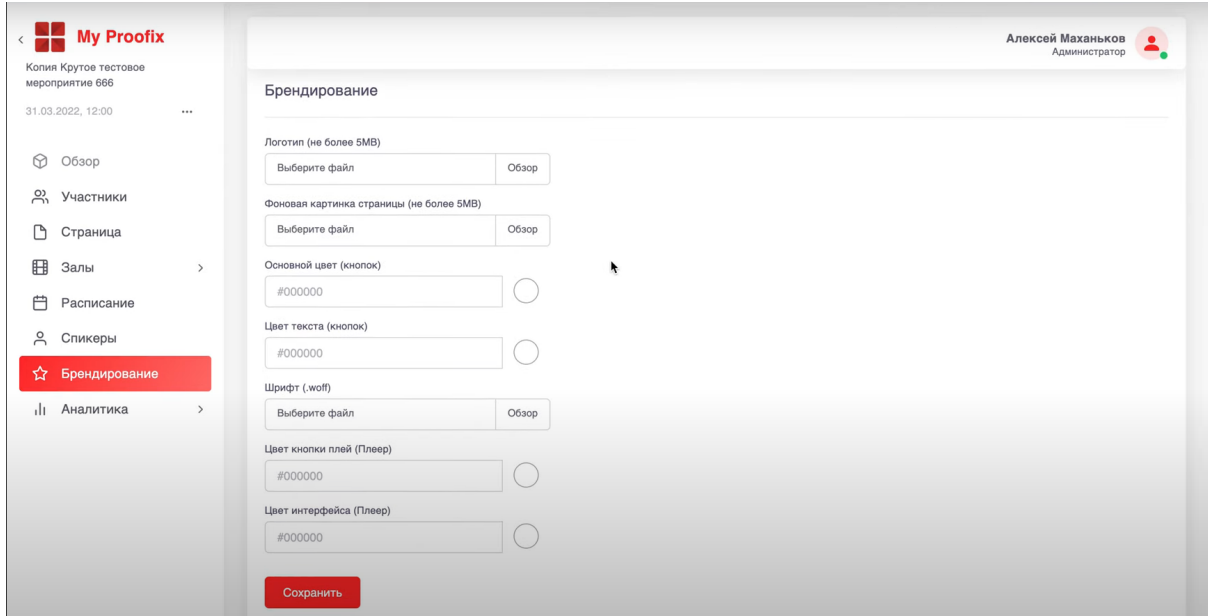 My Proofix
Копия Крутое тестовое
мероприятие 666
31.03.2022, 12:00
Обзор
Участники
Страница
Залы
Расписание
Спикеры
Брендирование
Аналитика
Алексей Маханьков
Администратор
Брендирование
Логотип (не более 5MB)
Выберите файл Обзор
Фоновая картинка страницы (не более 5MB)
Выберите файл Обзор
Основной цвет (кнопок)
#000000
Цвет текста (кнопок)
#000000
Шрифт (.woff)
Выберите файл Обзор
Цвет кнопки плей (Плеер)
#000000
Цвет интерфейса (Плеер)
#000000
Сохранить